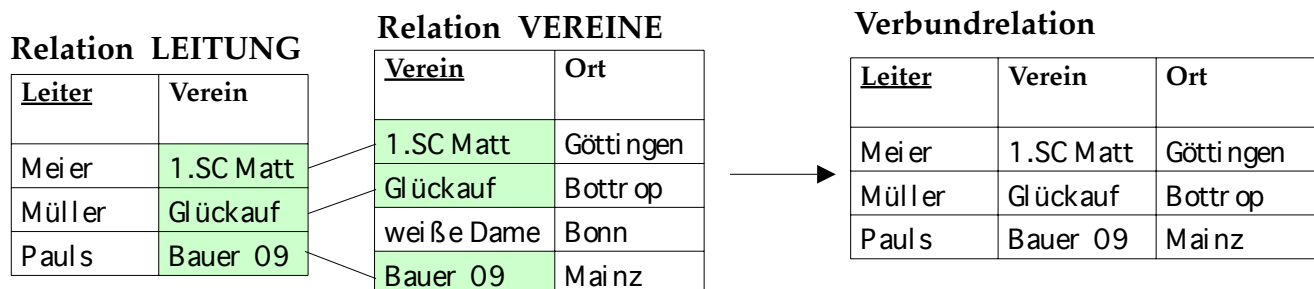 Relation LEITUNG
Leiter Verein
Meier 1.SC Matt
Müller Glückauf
Pauls Bauer 09
Relation VEREINE
Verein Ort
1.SC Matt Göttingen
Glückauf Bottrop
weiße Dame Bonn
Bauer 09 Mainz
Verbundrelation
Leiter Verein Ort
Meier 1.SC Matt Göttingen
Müller Glückauf Bottrop
Pauls Bauer 09 Mainz